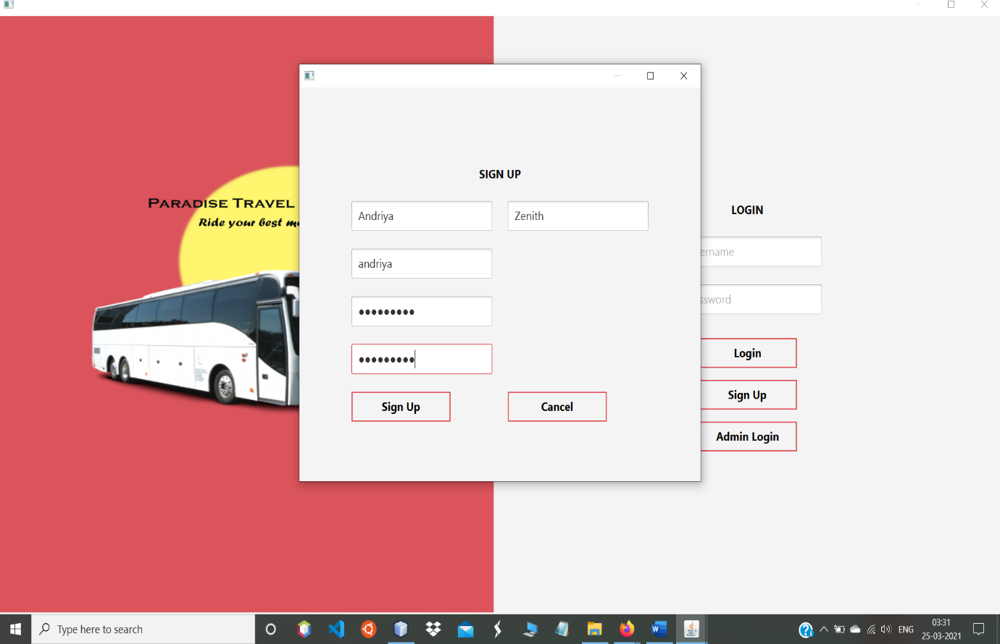 SIGN UP
Andriya
Zenith
andriya
•••••••••
•••••••••
Sign Up
Cancel
PARADISE TRAVEL
Ride your best
LOGIN
ername
ssword
Login
Sign Up
Admin Login
Type here to search
ENG
03:31
25-03-2021